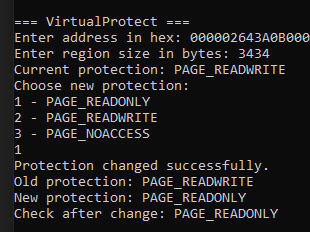 === VirtualProtect ===
Enter address in hex: 000002643A0B000
Enter region size in bytes: 3434
Current protection: PAGE_READWRITE
Choose new protection:
1 - PAGE_READONLY
2 - PAGE_READWRITE
3 - PAGE_NOACCESS
1
Protection changed successfully.
Old protection: PAGE_READWRITE
New protection: PAGE_READONLY
Check after change: PAGE_READONLY